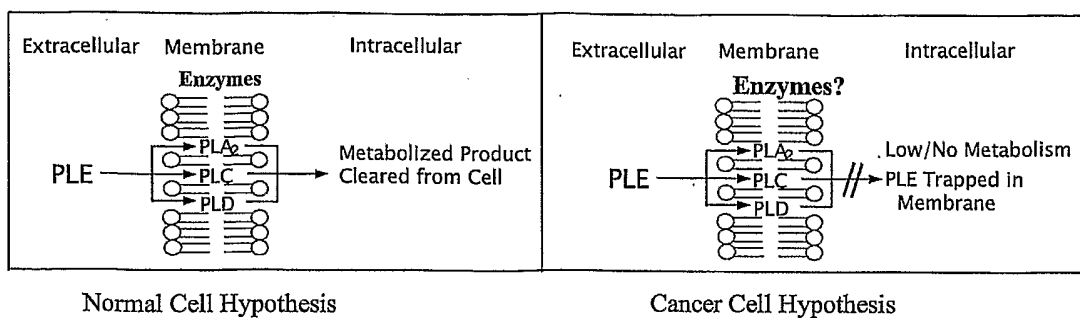 Extracellular Membrane Intracellular
Enzymes
PLA2
PLE PLC
PLD
Metabolized Product
Cleared from Cell
Extracellular Membrane Intracellular
Enzymes?
PLA2
PLE PLC
PLD
Low/No Metabolism
PLE Trapped in
Membrane
Normal Cell Hypothesis
Cancer Cell Hypothesis